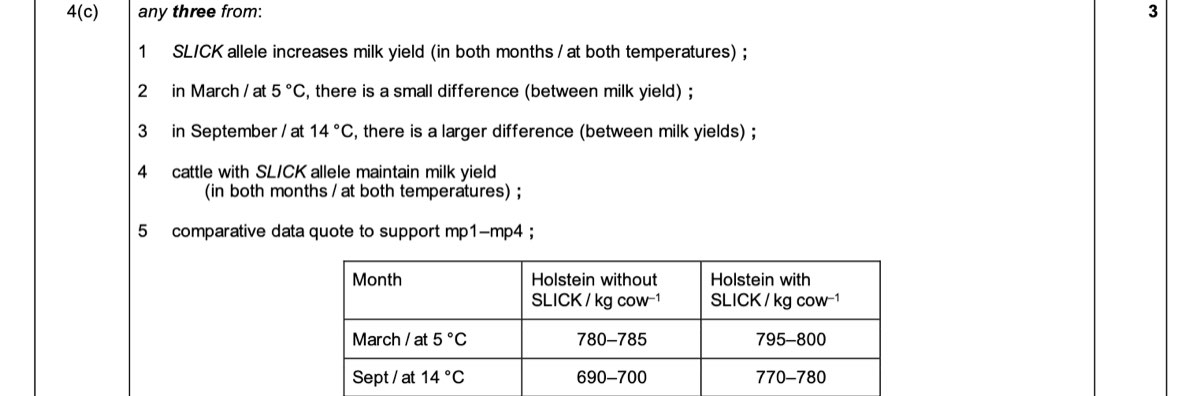 4(c) any three from: 3
1 SLICK allele increases milk yield (in both months / at both temperatures) ;
2 in March / at 5 °C, there is a small difference (between milk yield) ;
3 in September / at 14 °C, there is a larger difference (between milk yields) ;
4 cattle with SLICK allele maintain milk yield
(in both months / at both temperatures) ;
5 comparative data quote to support mp1–mp4 ;
Month Holstein without Holstein with
SLICK / kg cow⁻¹ SLICK / kg cow⁻¹
March / at 5 °C 780–785 795–800
Sept / at 14 °C 690–700 770–780